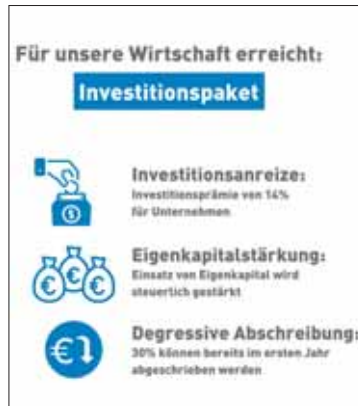 Für unsere Wirtschaft erreicht:
Investitionspaket
Investitionsanreize:
Investitionsprämie von 14%
für Unternehmen
Eigenkapitalstärkung:
Einsatz von Eigenkapital wird
steuerlich gestärkt
Degressive Abschreibung:
30% können bereits im ersten Jahr
abgeschrieben werden